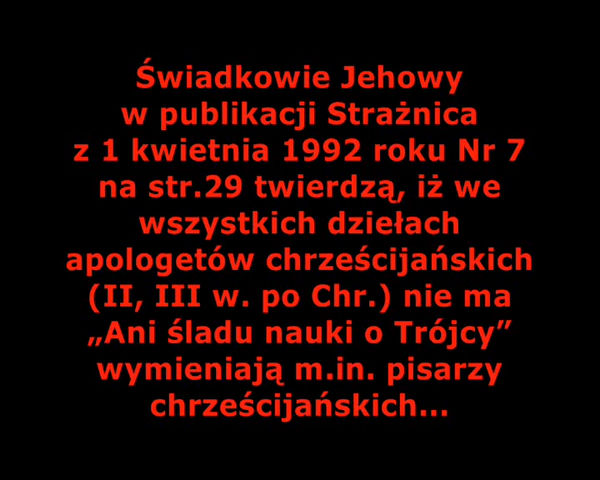 Świadkowie Jehowy
w publikacji Strażnica
z 1 kwietnia 1992 roku Nr 7
na str.29 twierdzą, iż we
wszystkich dziełach
apologetów chrześcijańskich
(II, III w. po Chr.) nie ma
„Ani śladu nauki o Trójcy”
wymieniają m.in. pisarzy
chrześcijańskich...